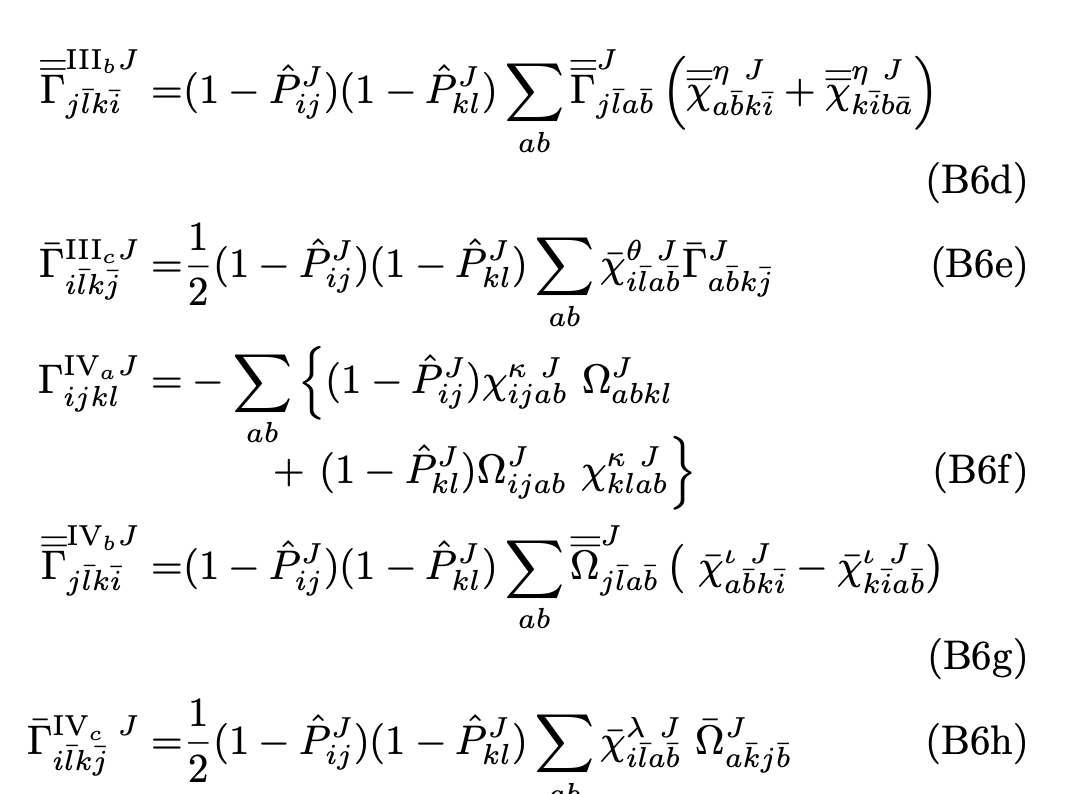 $\overline{\overline{\Gamma}}^{\mathrm{III}_b J}_{j\bar{l}k\bar{i}} = (1 - \hat{P}^J_{ij})(1 - \hat{P}^J_{kl}) \sum_{ab} \overline{\overline{\Gamma}}^{J}_{j\bar{l}a\bar{b}} \left( \overline{\overline{\chi}}^{\eta\ J}_{a\bar{b}k\bar{i}} + \overline{\overline{\chi}}^{\eta\ J}_{k\bar{i}b\bar{a}} \right)$
(B6d)
$\bar{\Gamma}^{\mathrm{III}_c J}_{i\bar{l}k\bar{j}} = \frac{1}{2}(1 - \hat{P}^J_{ij})(1 - \hat{P}^J_{kl}) \sum_{ab} \bar{\chi}^{\theta\ J}_{i\bar{l}a\bar{b}} \bar{\Gamma}^{J}_{a\bar{b}k\bar{j}}$ (B6e)
$\Gamma^{\mathrm{IV}_a J}_{ijkl} = - \sum_{ab} \Big\{ (1 - \hat{P}^J_{ij}) \chi^{\kappa\ J}_{ijab}\ \Omega^{J}_{abkl}$
$+ (1 - \hat{P}^J_{kl}) \Omega^{J}_{ijab}\ \chi^{\kappa\ J}_{klab} \Big\}$ (B6f)
$\overline{\overline{\Gamma}}^{\mathrm{IV}_b J}_{j\bar{l}k\bar{i}} = (1 - \hat{P}^J_{ij})(1 - \hat{P}^J_{kl}) \sum_{ab} \overline{\overline{\Omega}}^{J}_{j\bar{l}a\bar{b}} \left( \bar{\chi}^{\iota\ J}_{a\bar{b}k\bar{i}} - \bar{\chi}^{\iota\ J}_{k\bar{i}a\bar{b}} \right)$
(B6g)
$\bar{\Gamma}^{\mathrm{IV}_c\ J}_{i\bar{l}k\bar{j}} = \frac{1}{2}(1 - \hat{P}^J_{ij})(1 - \hat{P}^J_{kl}) \sum_{ab} \bar{\chi}^{\lambda\ J}_{i\bar{l}a\bar{b}}\ \bar{\Omega}^{J}_{a\bar{k}j\bar{b}}$ (B6h)